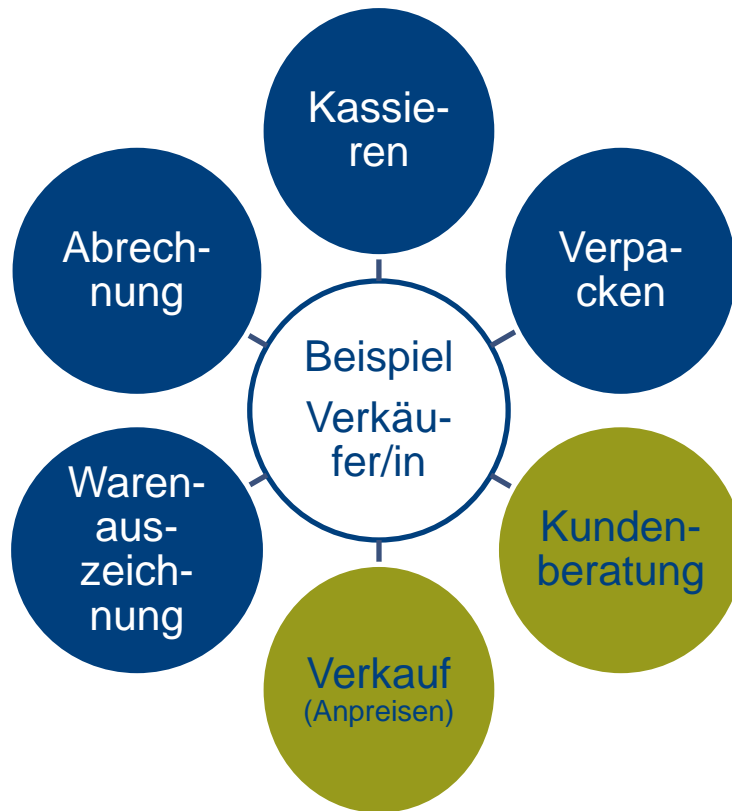 Kassie-
ren
Abrech-
nung
Verpa-
cken
Beispiel
Verkäu-
fer/in
Waren-
aus-
zeich-
nung
Kunden-
beratung
Verkauf
(Anpreisen)